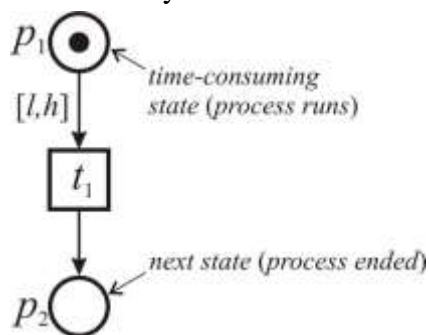 p₁
time-consuming
state (process runs)
[l,h]
t₁
next state (process ended)
p₂